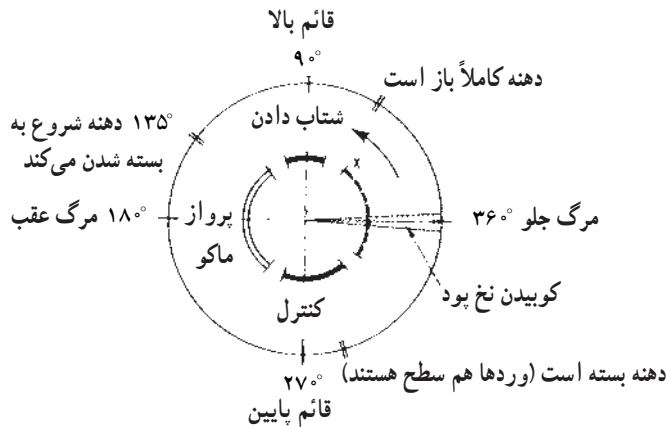 قائم بالا
۹۰°
دهنه کاملاً باز است
شتاب دادن
۱۳۵° دهنه شروع به
بسته شدن می‌کند
x
مرگ جلو ۳۶۰°
پرواز
ماکو
۱۸۰° مرگ عقب
کوبیدن نخ پود
کنترل
دهنه بسته است (وردها هم سطح هستند)
۲۷۰°
قائم پایین